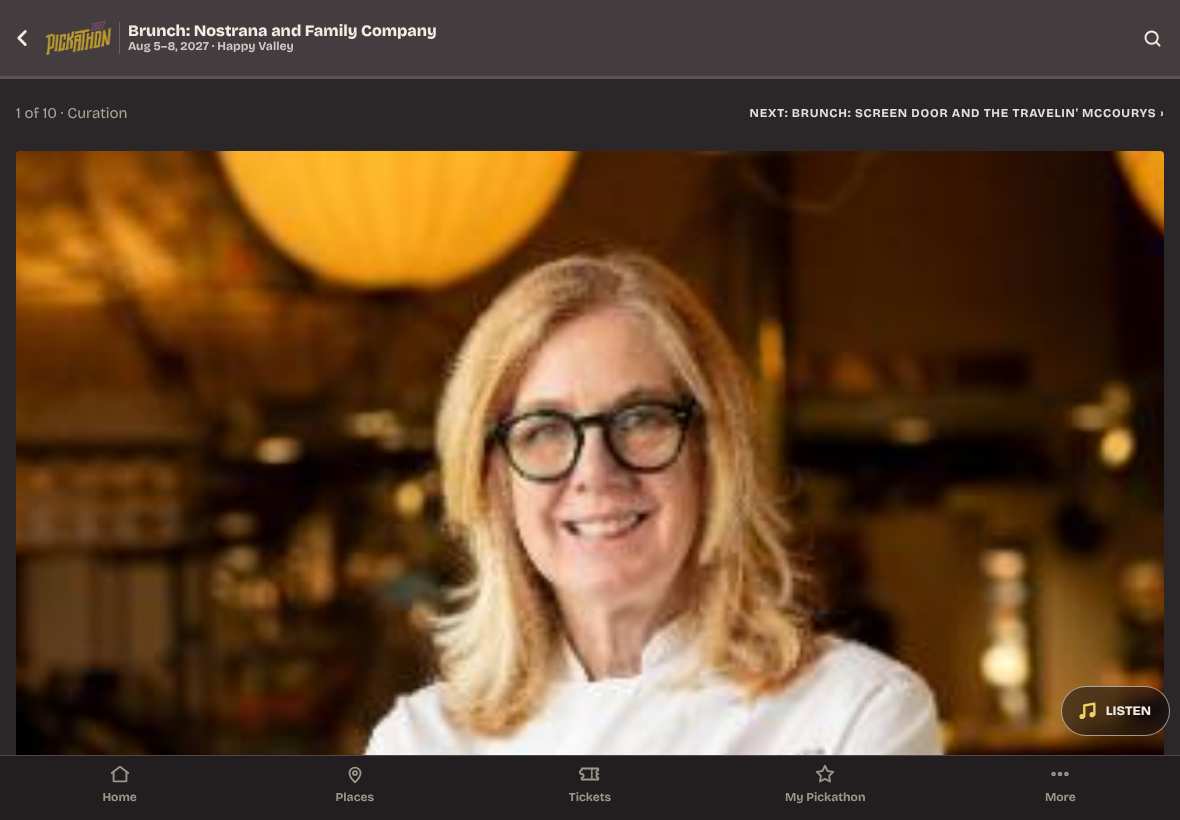 PICKATHON
Brunch: Nostrana and Family Company
Aug 5–8, 2027 · Happy Valley
1 of 10 · Curation
NEXT: BRUNCH: SCREEN DOOR AND THE TRAVELIN' MCCOURYS ›
LISTEN
Home
Places
Tickets
My Pickathon
More